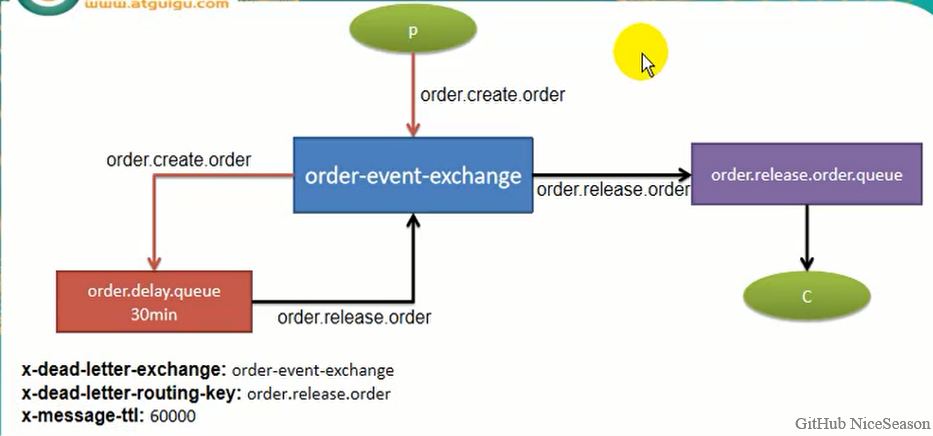 www.atguigu.com
p
order.create.order
order.create.order
order-event-exchange
order.release.order
order.release.order.queue
order.delay.queue
30min
order.release.order
C
x-dead-letter-exchange: order-event-exchange
x-dead-letter-routing-key: order.release.order
x-message-ttl: 60000
GitHub NiceSeason